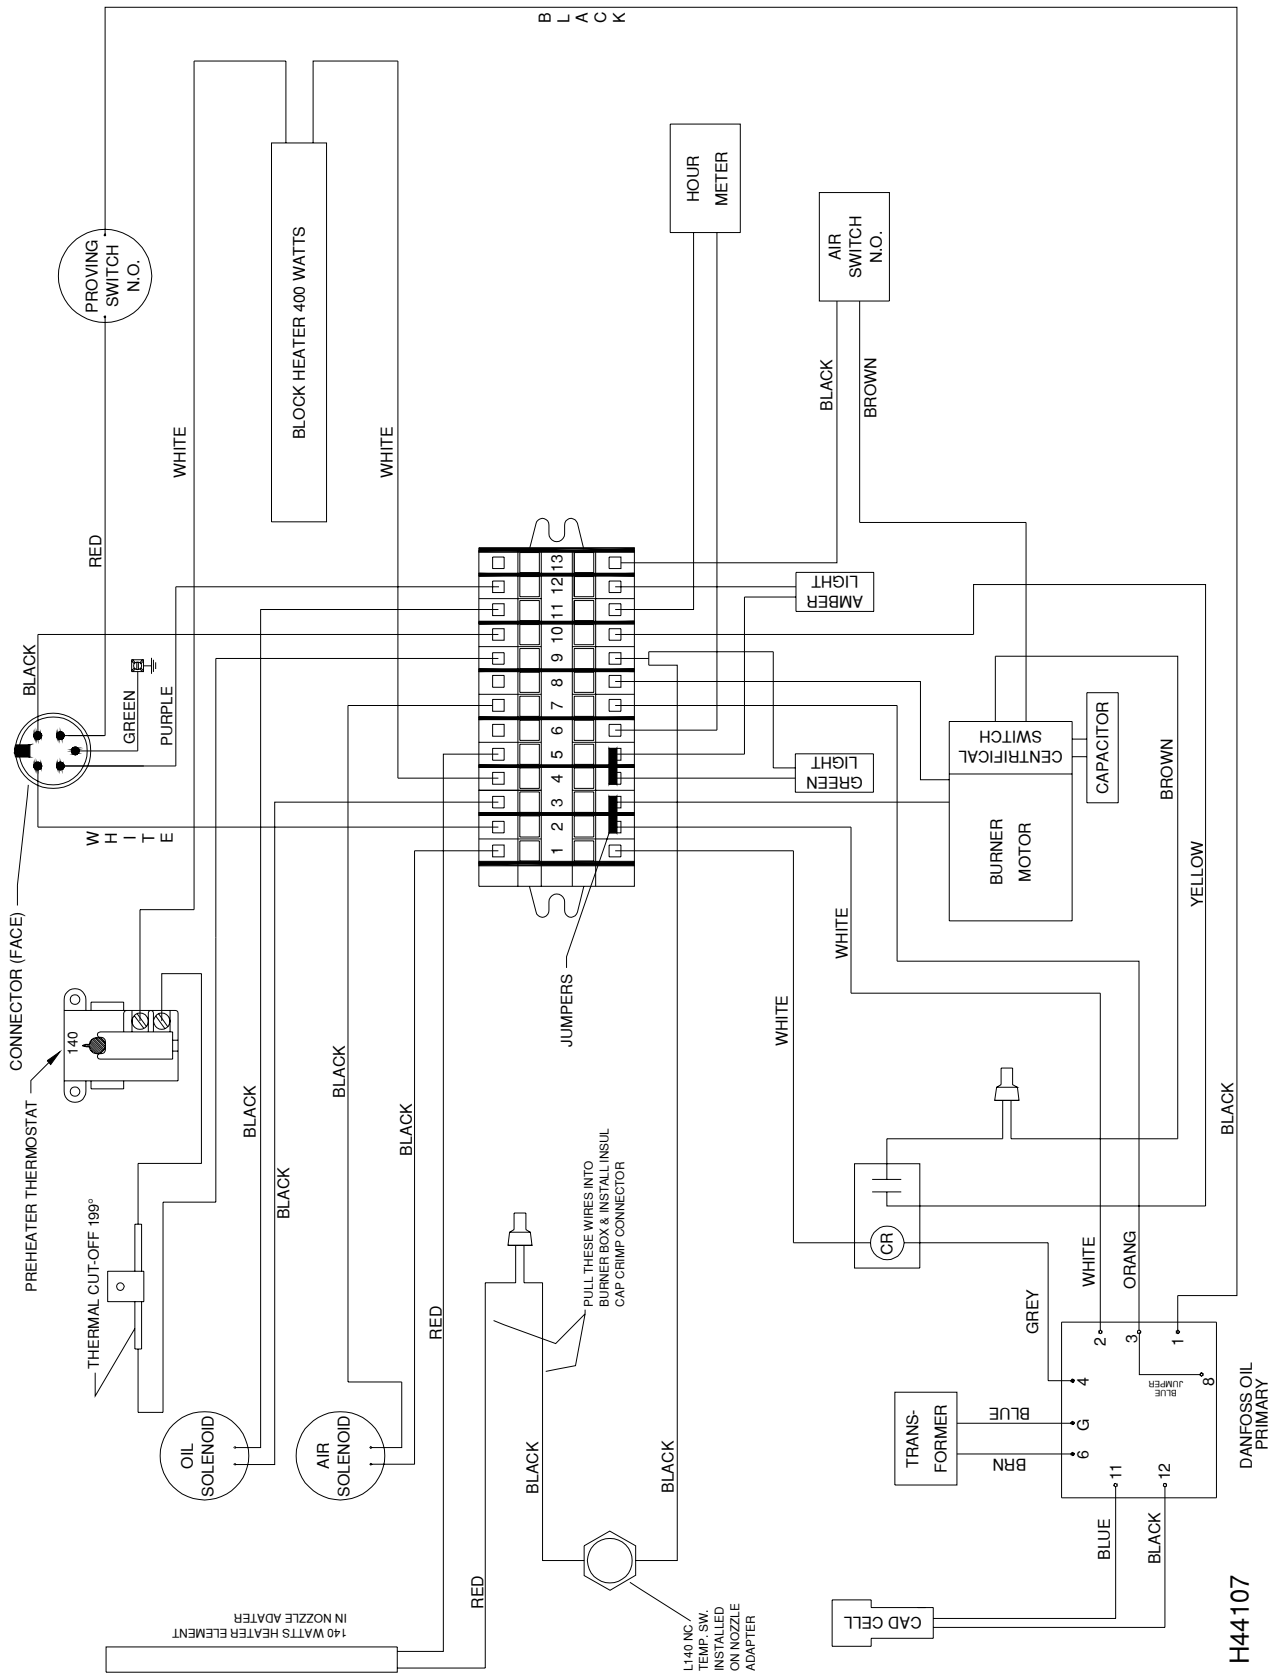 BLACK
PROVING
SWITCH
N.O.
BLOCK HEATER 400 WATTS
WHITE
WHITE
RED
HOUR
METER
AIR
SWITCH
N.O.
BLACK
BROWN
BLACK
GREEN
PURPLE
WHITE
CONNECTOR (FACE)
PREHEATER THERMOSTAT
140
THERMAL CUT-OFF 199°
13
12
11
10
9
8
7
6
5
4
3
2
1
AMBER
LIGHT
GREEN
LIGHT
CENTRIFICAL
SWITCH
CAPACITOR
BURNER
MOTOR
BROWN
YELLOW
JUMPERS
WHITE
WHITE
BLACK
BLACK
BLACK
BLACK
OIL
SOLENOID
AIR
SOLENOID
RED
PULL THESE WIRES INTO
BURNER BOX & INSTALL INSUL
CAP CRIMP CONNECTOR
BLACK
BLACK
RED
140 WATTS HEATER ELEMENT
IN NOZZLE ADATER
L140 NC
TEMP. SW.
INSTALLED
ON NOZZLE
ADAPTER
CR
BLACK
WHITE
ORANG
GREY
2
3
1
4
G
6
8
11
12
BLUE
JUMPER
TRANS-
FORMER
BLUE
BRN
DANFOSS OIL
PRIMARY
BLUE
BLACK
CAD CELL
H44107